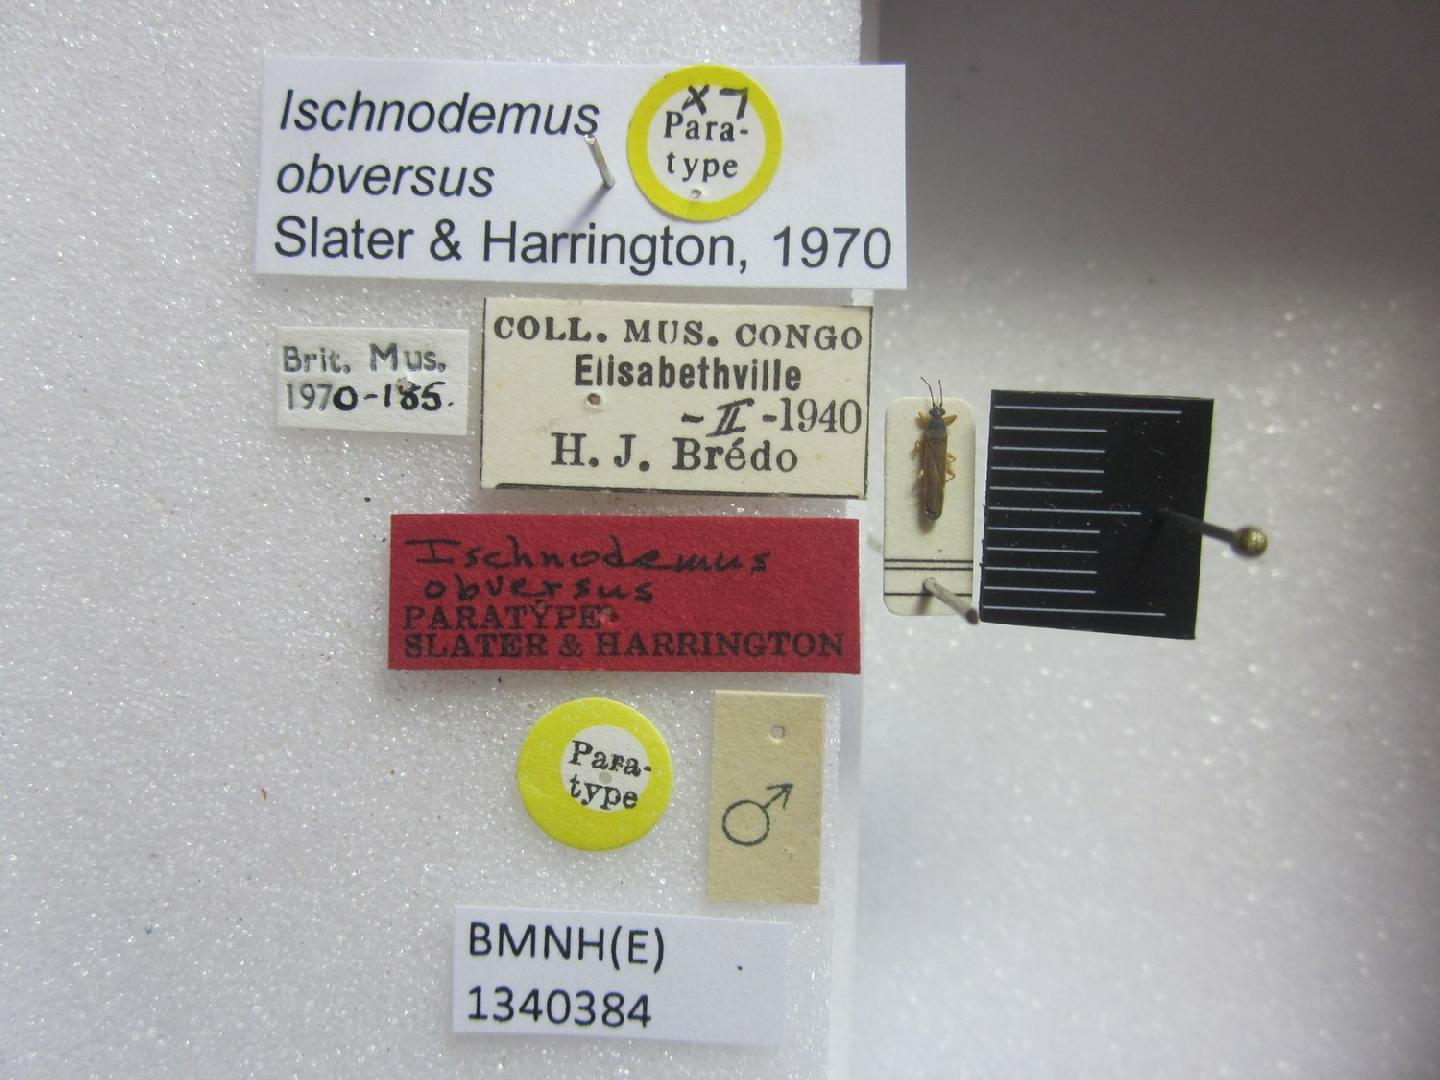 Ischnodemus
obversus
Slater & Harrington, 1970
x7
Para-
type
Brit. Mus.
1970-185.
COLL. MUS. CONGO
Elisabethville
-II-1940
H. J. Brédo
Ischnodemus
obversus
PARATYPE
SLATER & HARRINGTON
Para-
type
♂
BMNH(E)
1340384